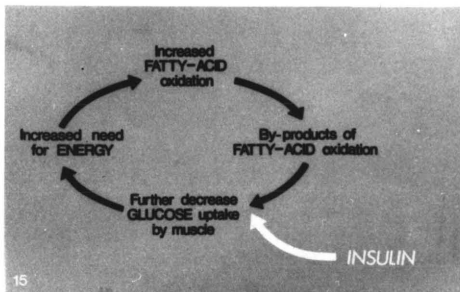 Increased
FATTY-ACID
oxidation
By-products of
FATTY-ACID oxidation
Further decrease
GLUCOSE uptake
by muscle
Increased need
for ENERGY
INSULIN
15